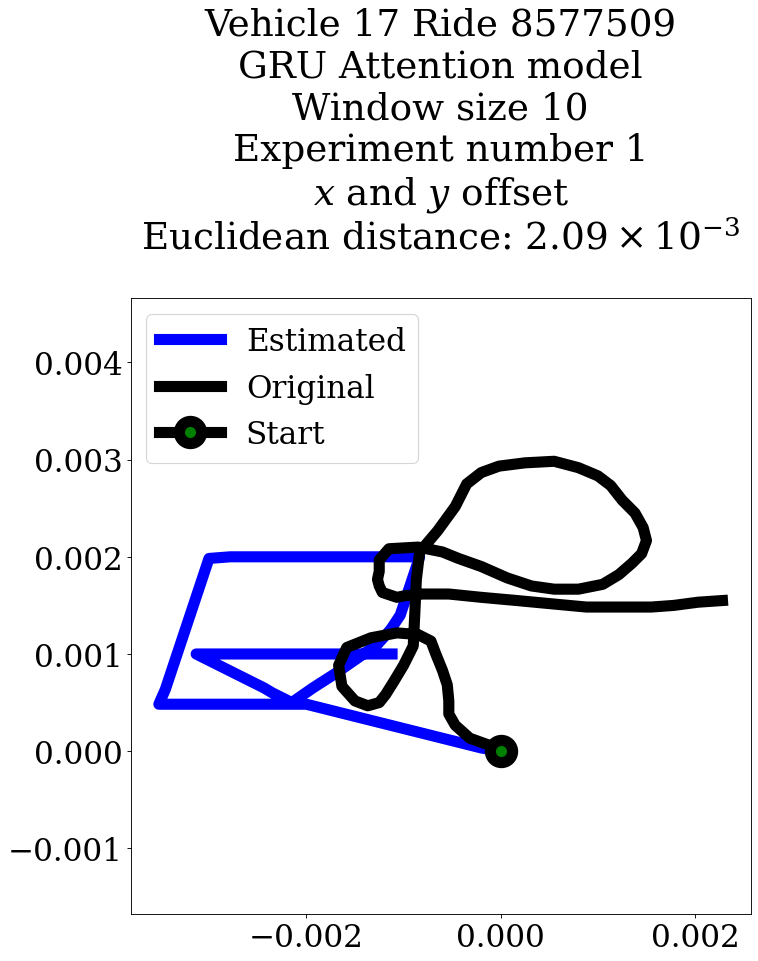 Vehicle 17 Ride 8577509
GRU Attention model
Window size 10
Experiment number 1
x and y offset
Euclidean distance: 2.09 × 10⁻³
Estimated
Original
Start
0.004
0.003
0.002
0.001
0.000
−0.001
−0.002
0.000
0.002